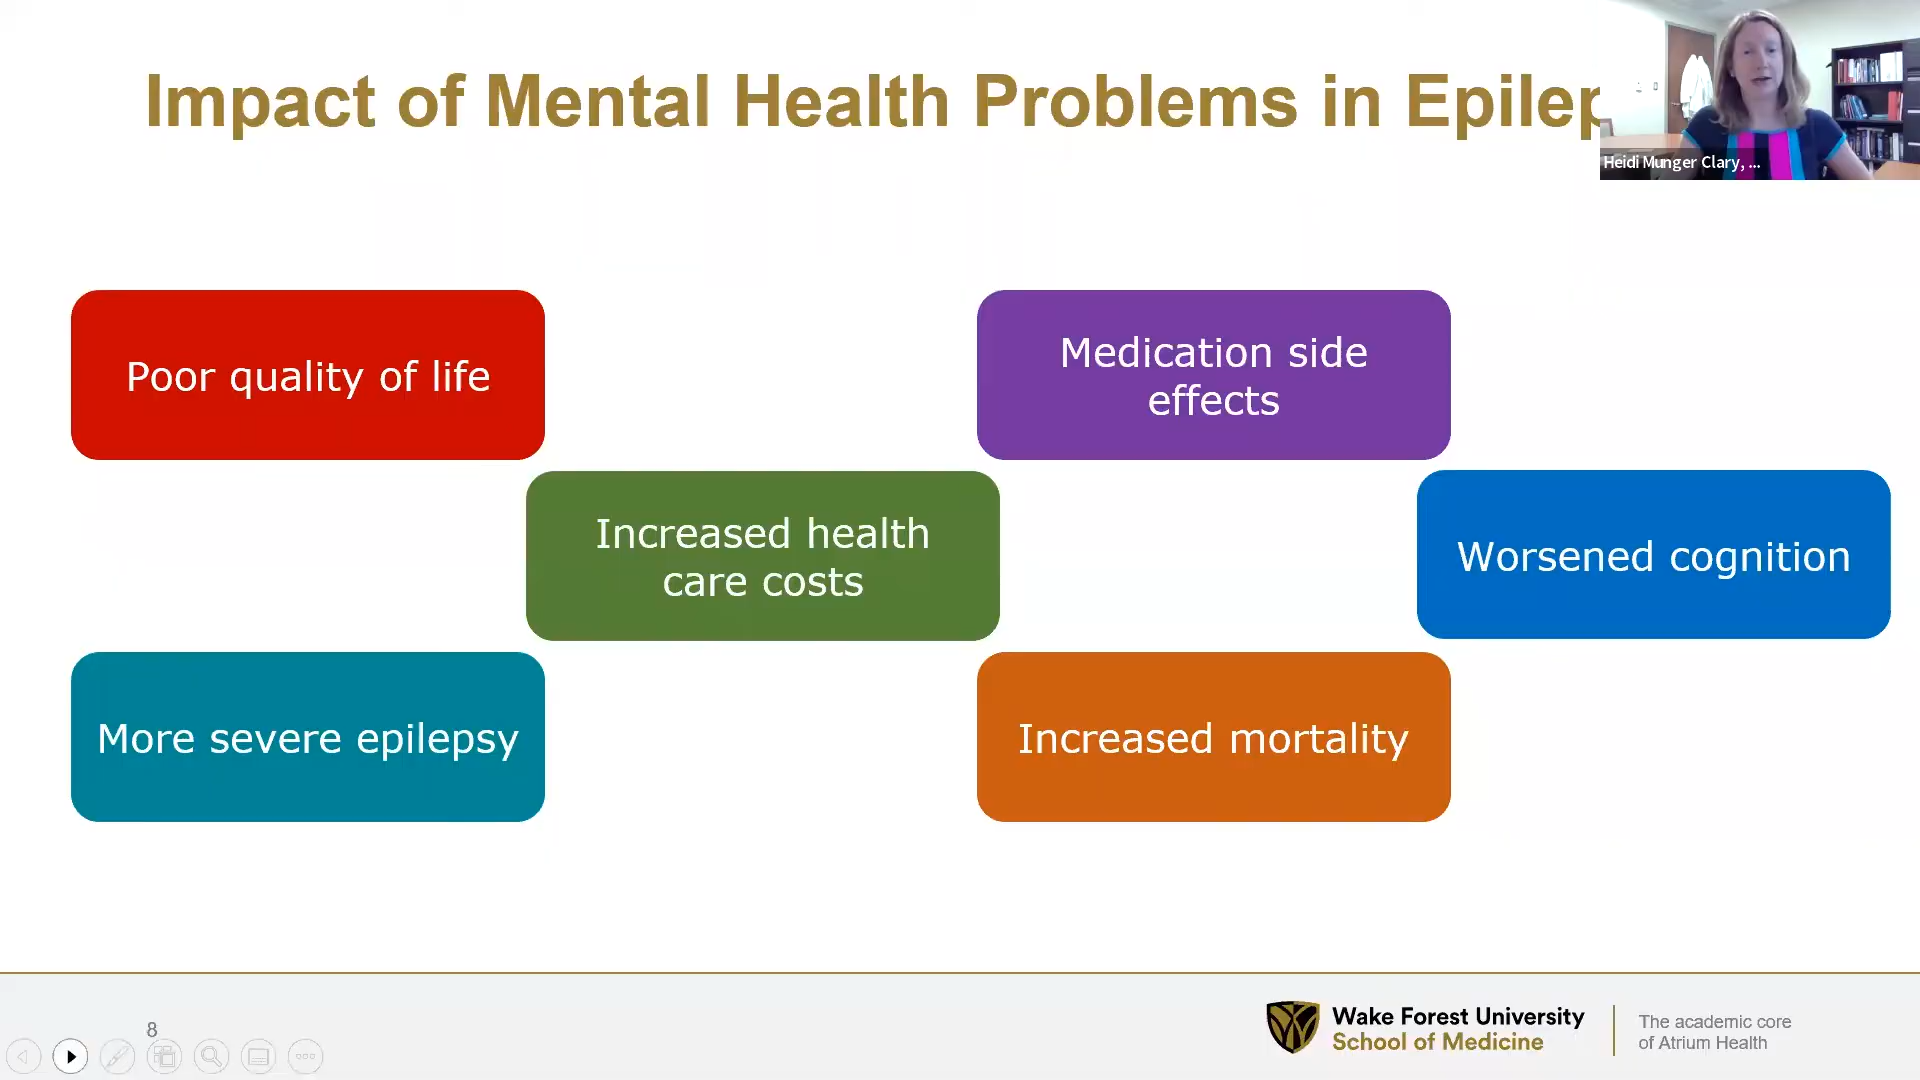 Impact of Mental Health Problems in Epilep
Heidi Munger Clary, ...
Poor quality of life
Medication side
effects
Increased health
care costs
Worsened cognition
More severe epilepsy
Increased mortality
8
Wake Forest University
School of Medicine
The academic core
of Atrium Health